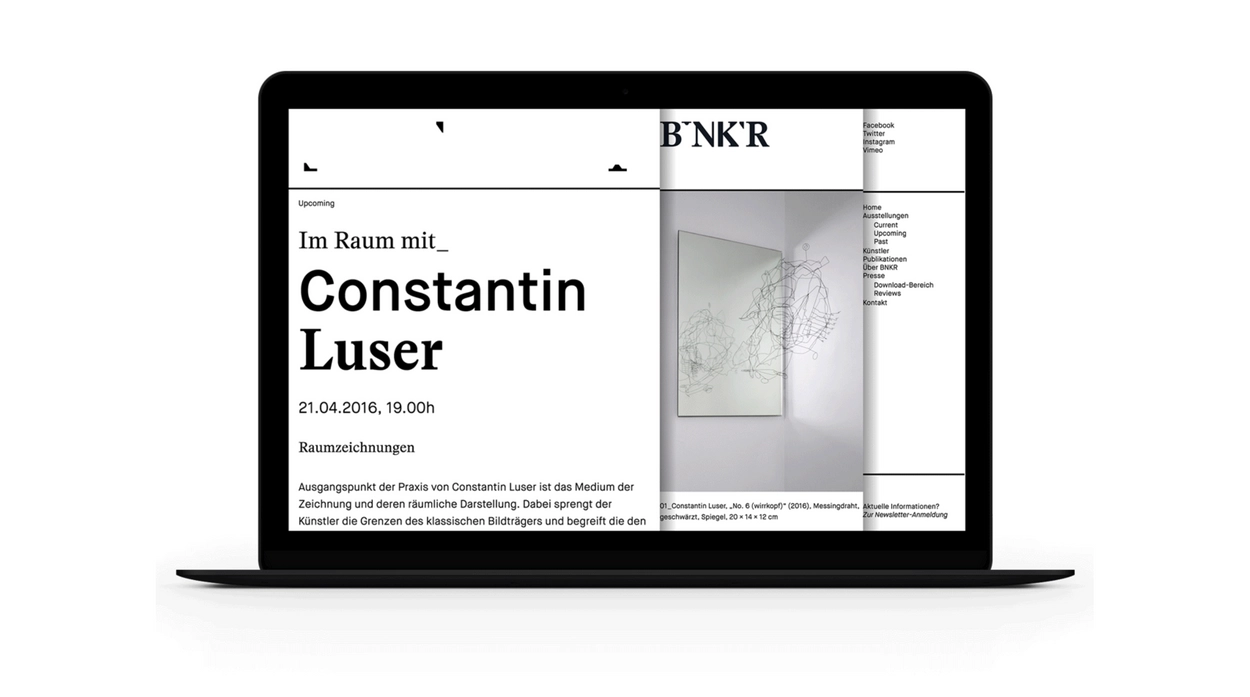 Upcoming
Im Raum mit_
Constantin
Luser
21.04.2016, 19.00h
Raumzeichnungen
Ausgangspunkt der Praxis von Constantin Luser ist das Medium der
Zeichnung und deren räumliche Darstellung. Dabei sprengt der
Künstler die Grenzen des klassischen Bildträgers und begreift die den
B˘NK'R
01_Constantin Luser, „No. 6 (wirrkopf)“ (2016), Messingdraht,
geschwärzt, Spiegel, 20 × 14 × 12 cm
Facebook
Twitter
Instagram
Vimeo
Home
Ausstellungen
Current
Upcoming
Past
Künstler
Publikationen
Über BNKR
Presse
Download-Bereich
Reviews
Kontakt
Aktuelle Informationen?
Zur Newsletter-Anmeldung